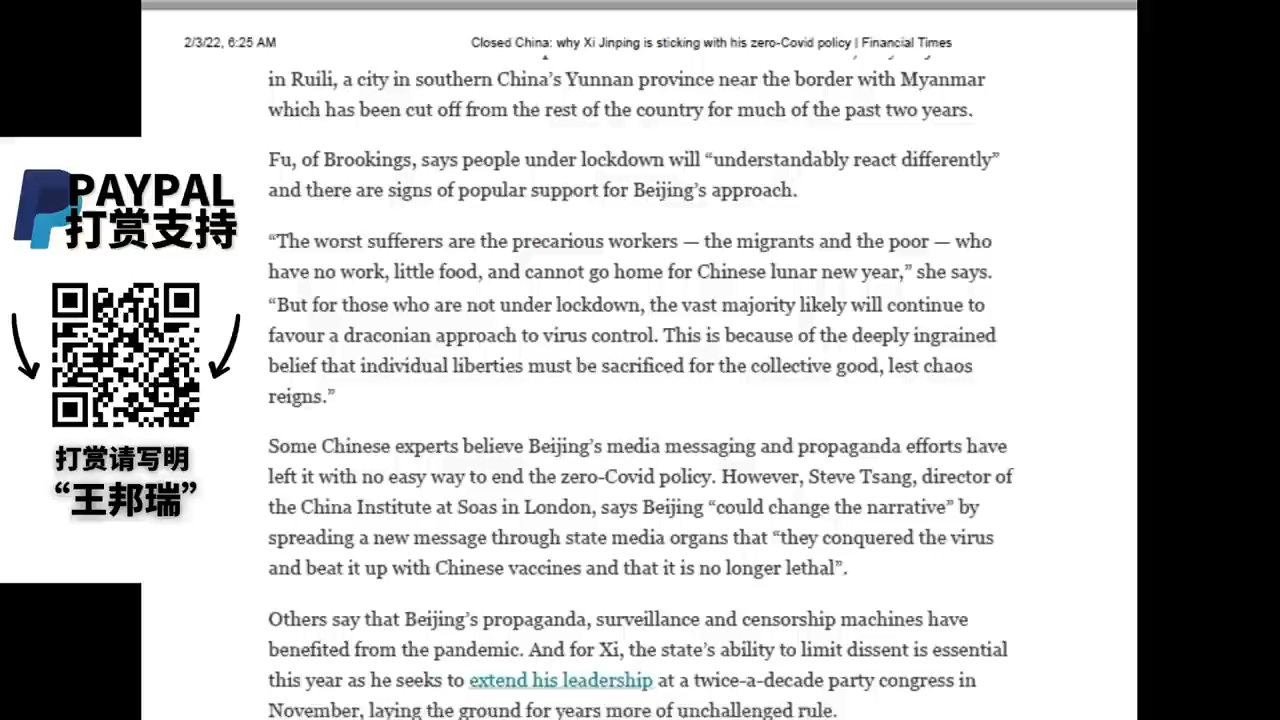 2/3/22, 6:25 AM
Closed China: why Xi Jinping is sticking with his zero-Covid policy | Financial Times
in Ruili, a city in southern China’s Yunnan province near the border with Myanmar
which has been cut off from the rest of the country for much of the past two years.
Fu, of Brookings, says people under lockdown will “understandably react differently”
and there are signs of popular support for Beijing’s approach.
“The worst sufferers are the precarious workers — the migrants and the poor — who
have no work, little food, and cannot go home for Chinese lunar new year,” she says.
“But for those who are not under lockdown, the vast majority likely will continue to
favour a draconian approach to virus control. This is because of the deeply ingrained
belief that individual liberties must be sacrificed for the collective good, lest chaos
reigns.”
Some Chinese experts believe Beijing’s media messaging and propaganda efforts have
left it with no easy way to end the zero-Covid policy. However, Steve Tsang, director of
the China Institute at Soas in London, says Beijing “could change the narrative” by
spreading a new message through state media organs that “they conquered the virus
and beat it up with Chinese vaccines and that it is no longer lethal”.
Others say that Beijing’s propaganda, surveillance and censorship machines have
benefited from the pandemic. And for Xi, the state’s ability to limit dissent is essential
this year as he seeks to extend his leadership at a twice-a-decade party congress in
November, laying the ground for years more of unchallenged rule.
PAYPAL
打赏支持
打赏请写明
“王邦瑞”